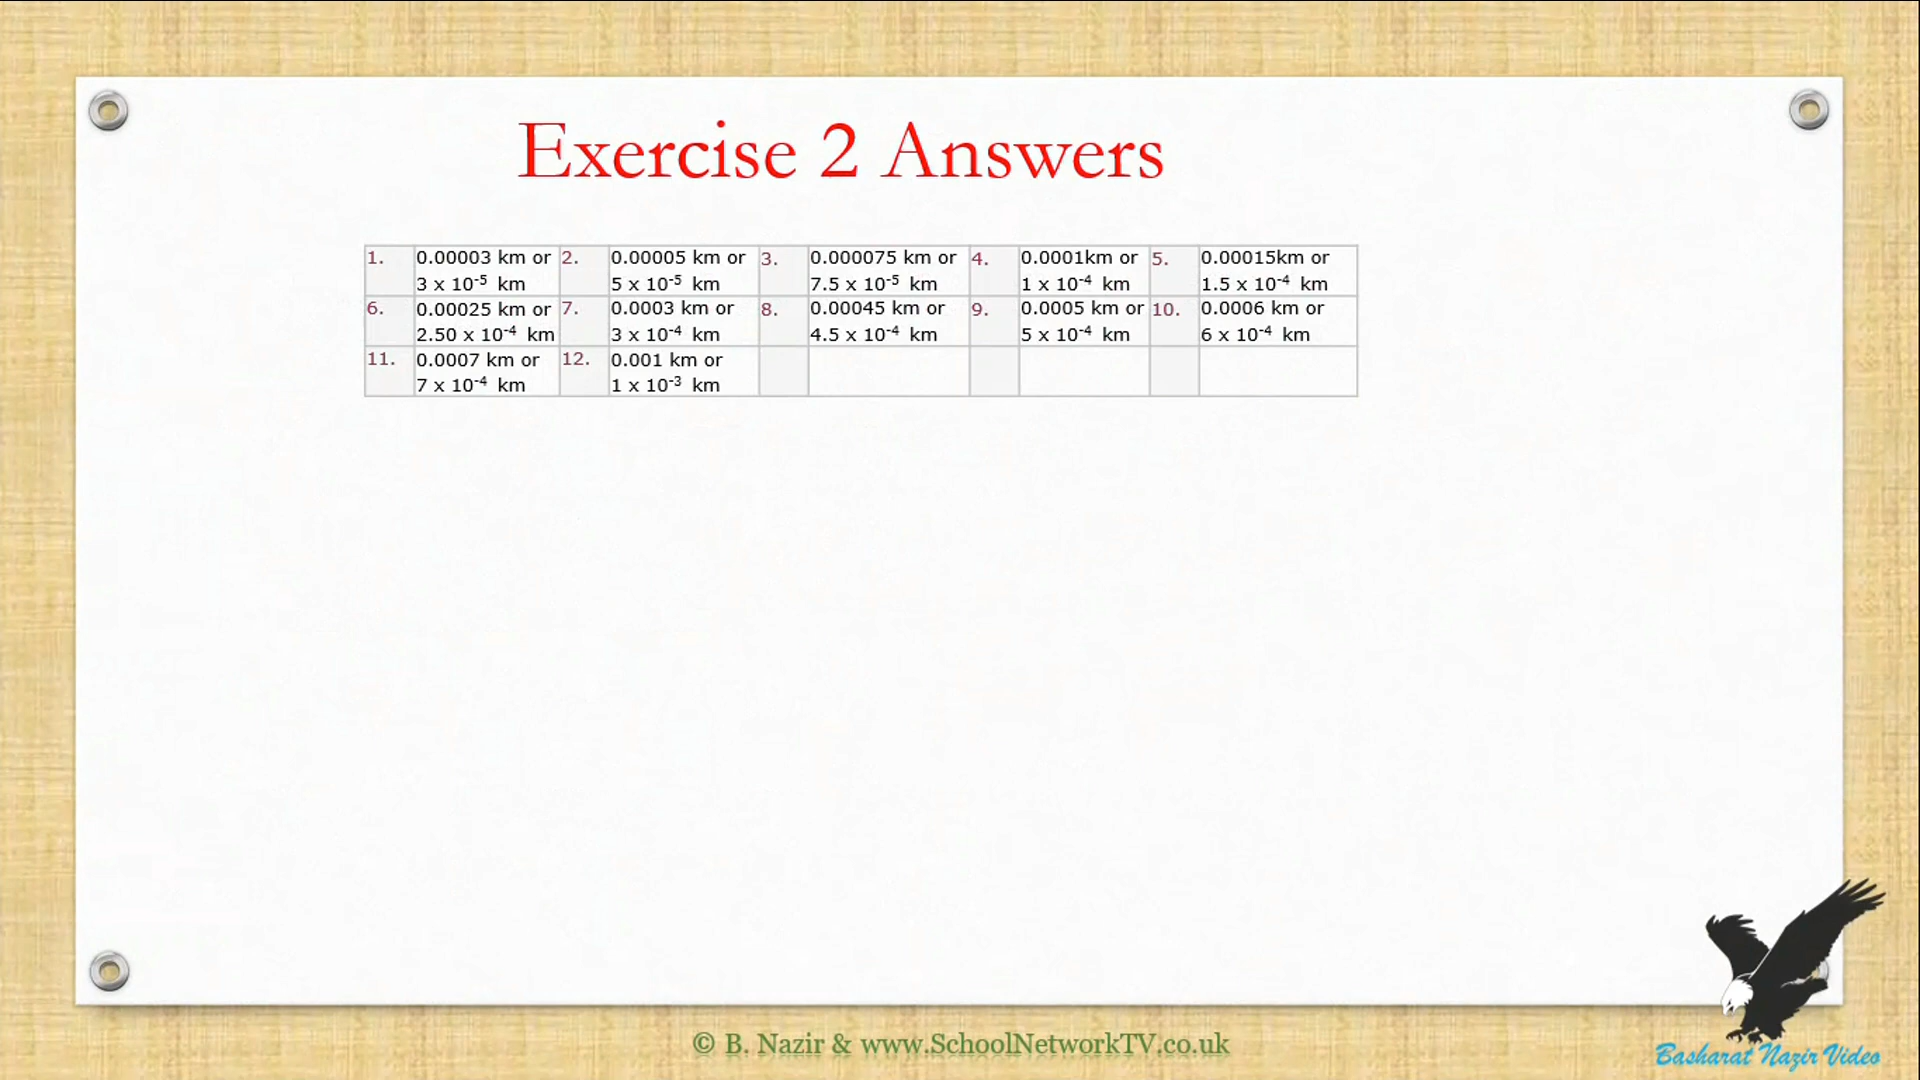 Exercise 2 Answers
1. 0.00003 km or 2. 0.00005 km or 3. 0.000075 km or 4. 0.0001km or 5. 0.00015km or
3 x 10⁻⁵ km 5 x 10⁻⁵ km 7.5 x 10⁻⁵ km 1 x 10⁻⁴ km 1.5 x 10⁻⁴ km
6. 0.00025 km or 7. 0.0003 km or 8. 0.00045 km or 9. 0.0005 km or 10. 0.0006 km or
2.50 x 10⁻⁴ km 3 x 10⁻⁴ km 4.5 x 10⁻⁴ km 5 x 10⁻⁴ km 6 x 10⁻⁴ km
11. 0.0007 km or 12. 0.001 km or
7 x 10⁻⁴ km 1 x 10⁻³ km
© B. Nazir & www.SchoolNetworkTV.co.uk
Basharat Nazir Video